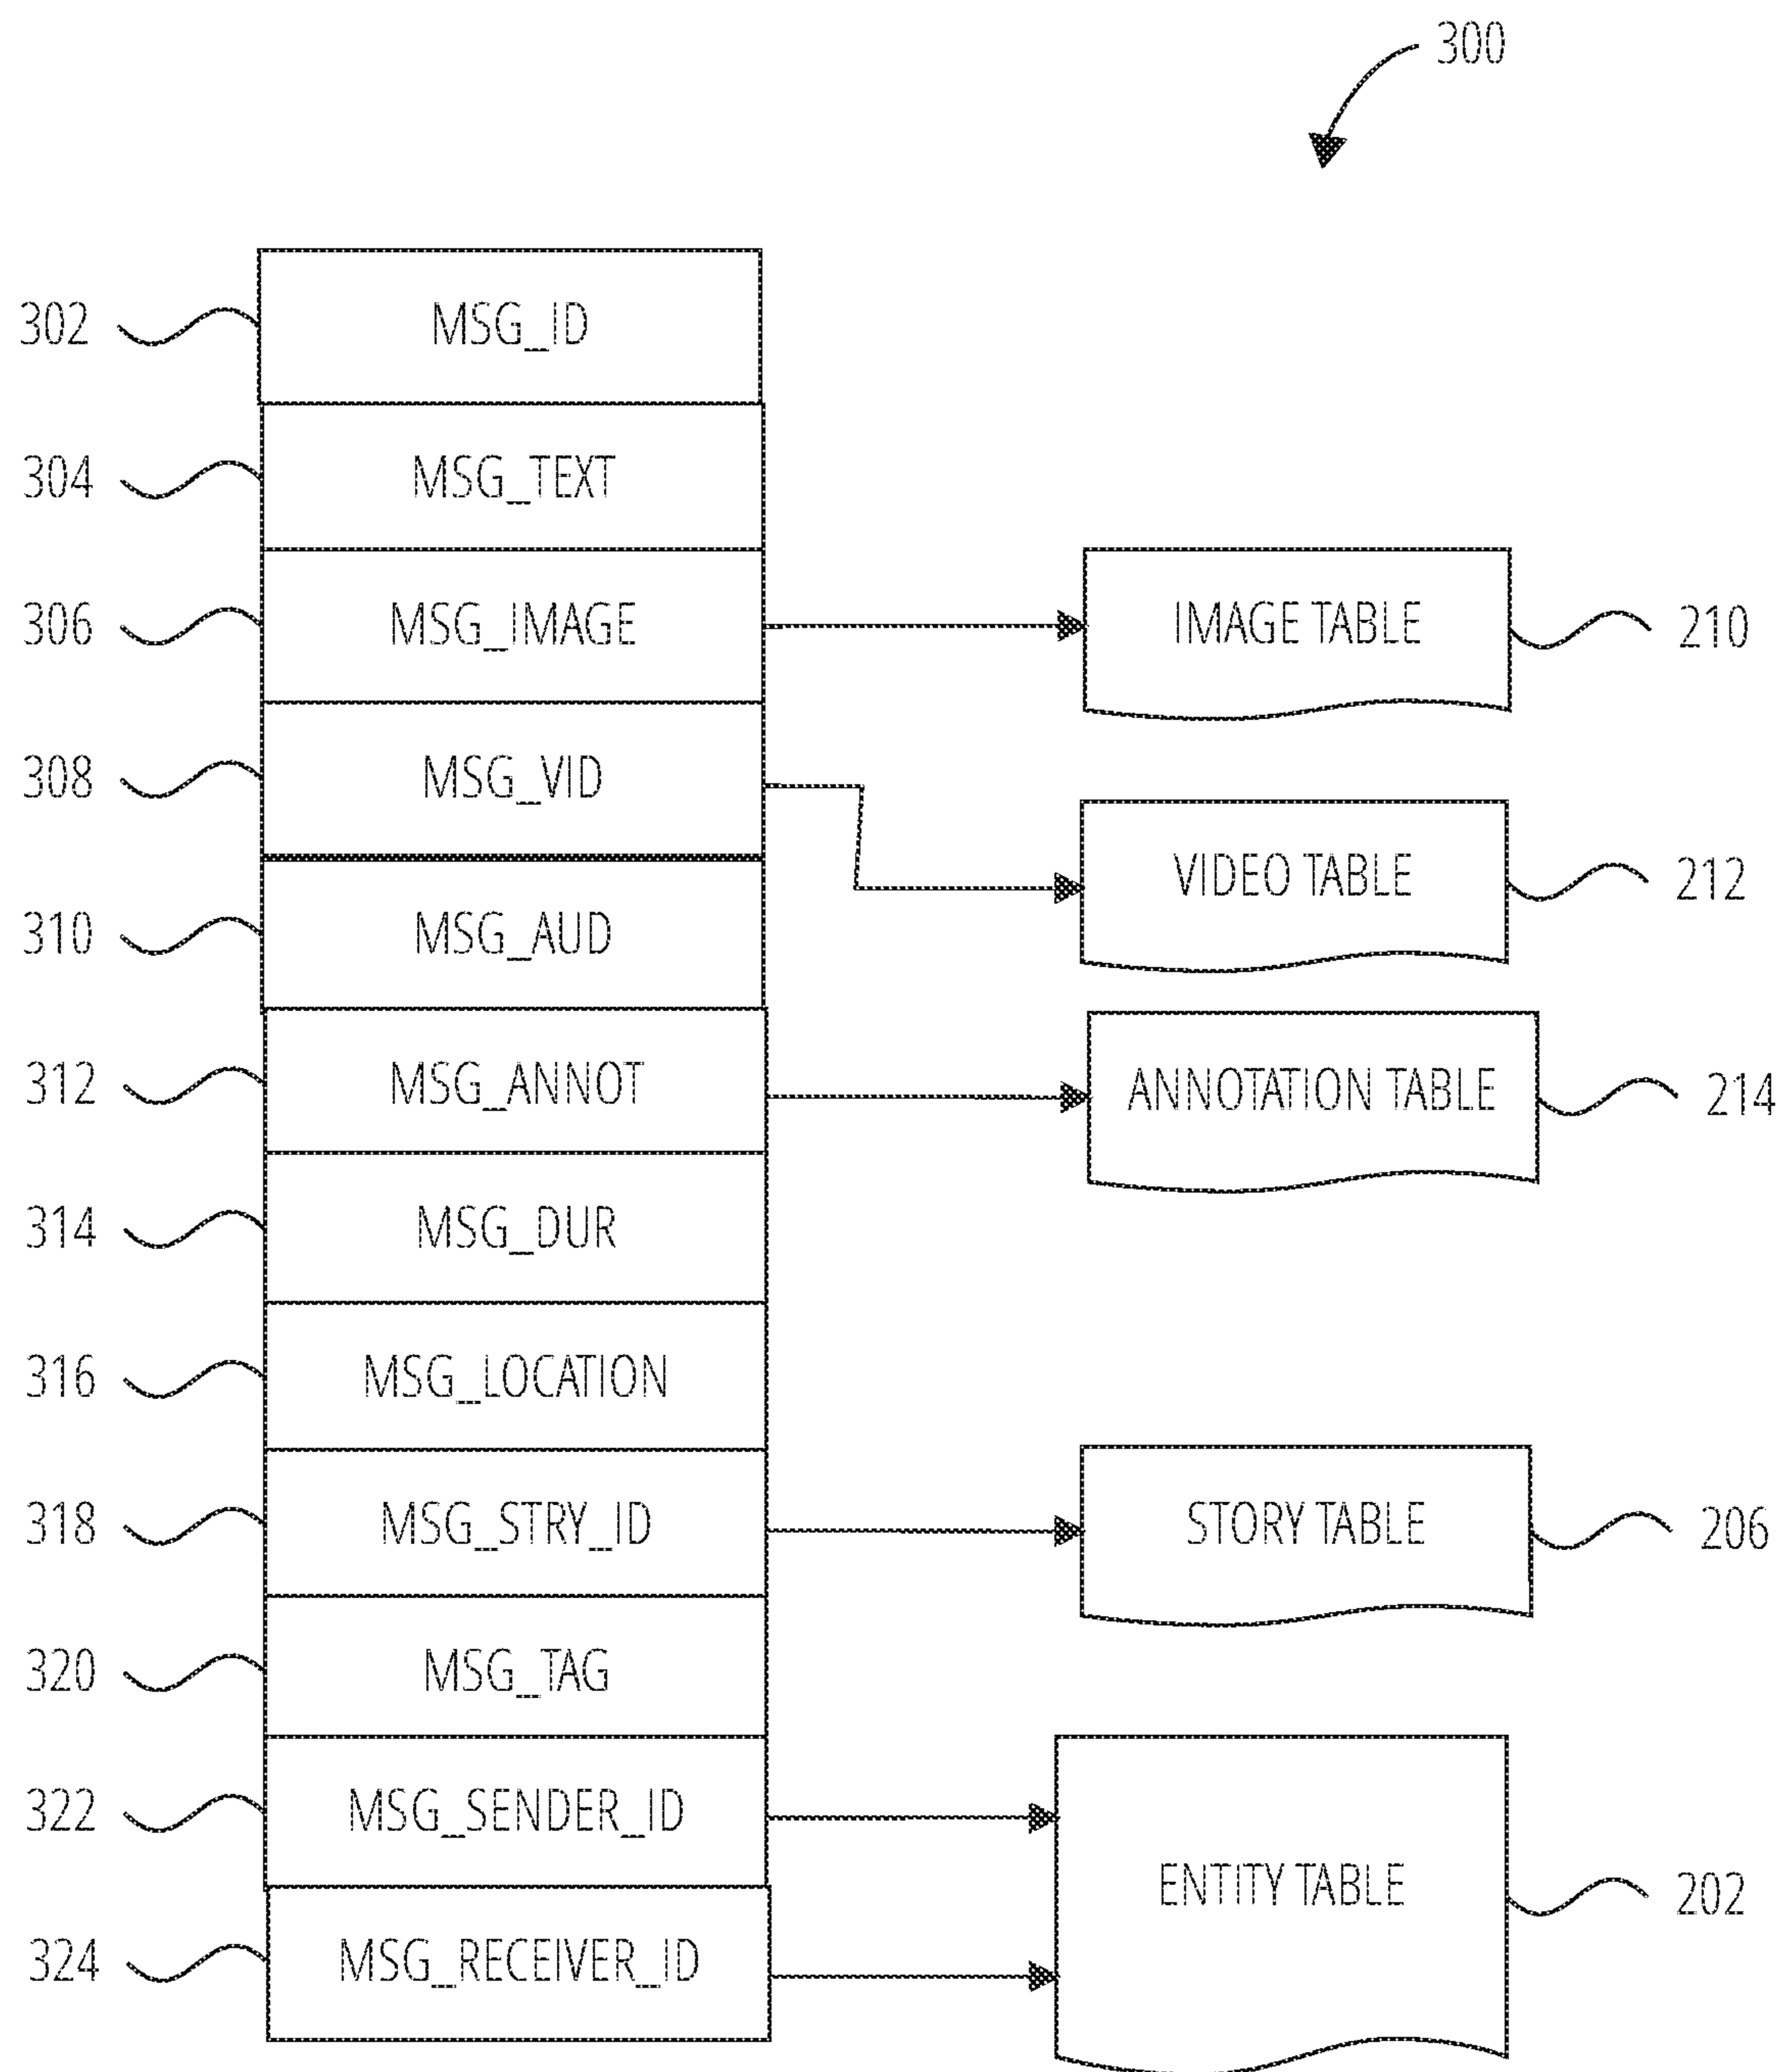 300
302 MSG_ID
304 MSG_TEXT
306 MSG_IMAGE IMAGE TABLE 210
308 MSG_VID
VIDEO TABLE 212
310 MSG_AUD
312 MSG_ANNOT ANNOTATION TABLE 214
314 MSG_DUR
316 MSG_LOCATION
318 MSG_STRY_ID STORY TABLE 206
320 MSG_TAG
322 MSG_SENDER_ID
ENTITY TABLE 202
324 MSG_RECEIVER_ID